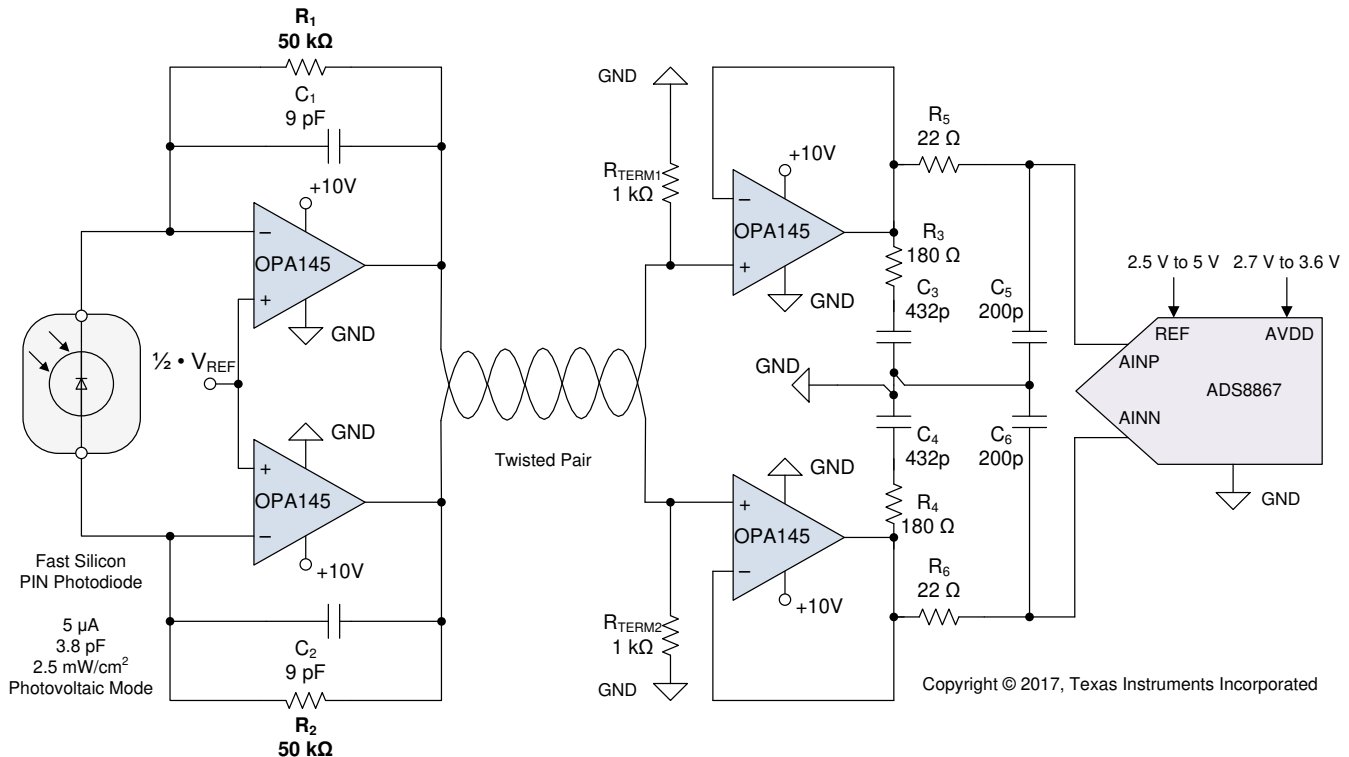 R1
50 kΩ
C1
9 pF
+10V
OPA145
GND
½ • VREF
GND
OPA145
+10V
C2
9 pF
R2
50 kΩ
Fast Silicon
PIN Photodiode
5 µA
3.8 pF
2.5 mW/cm²
Photovoltaic Mode
Twisted Pair
GND
RTERM1
1 kΩ
+10V
OPA145
GND
R5
22 Ω
R3
180 Ω
C3
432p
C5
200p
GND
C4
432p
C6
200p
GND
R4
180 Ω
OPA145
+10V
R6
22 Ω
RTERM2
1 kΩ
GND
2.5 V to 5 V 2.7 V to 3.6 V
REF AVDD
AINP
ADS8867
AINN
GND
Copyright © 2017, Texas Instruments Incorporated